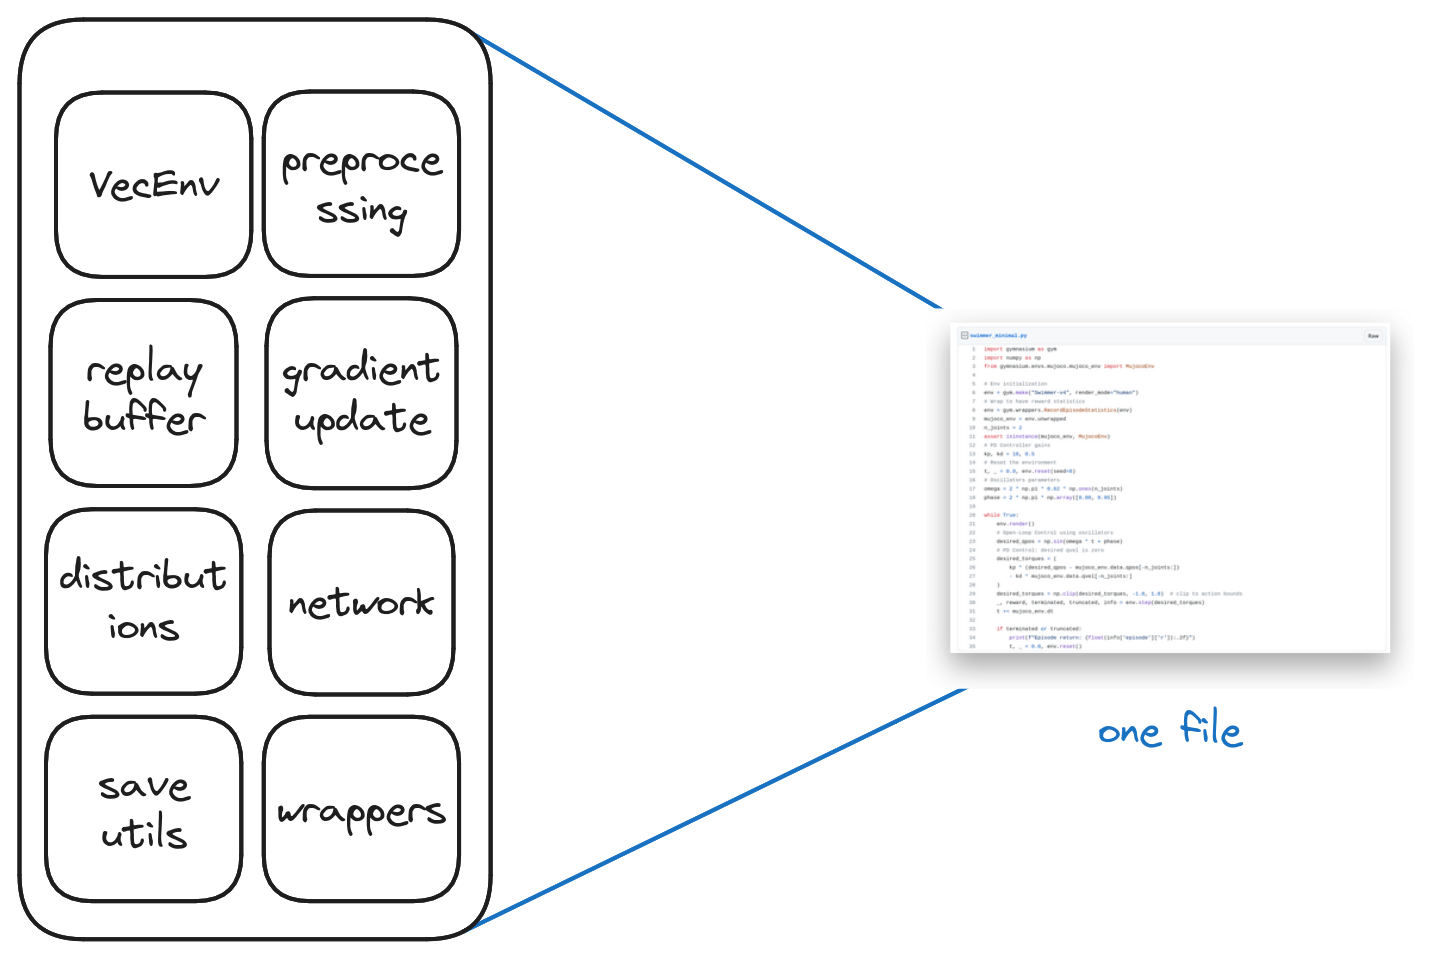 VecEnv
preproce
ssing
replay
buffer
gradient
update
distribut
ions
network
save
utils
wrappers
swimmer_minimal.py
Raw
1 import gymnasium as gym
2 import numpy as np
3 from gymnasium.envs.mujoco.mujoco_env import MujocoEnv
4
5 # Env initialization
6 env = gym.make("Swimmer-v4", render_mode="human")
7 # Wrap to have reward statistics
8 env = gym.wrappers.RecordEpisodeStatistics(env)
9 mujoco_env = env.unwrapped
10 n_joints = 2
11 assert isinstance(mujoco_env, MujocoEnv)
12 # PD Controller gains
13 kp, kd = 10, 0.5
14 # Reset the environment
15 t, _ = 0.0, env.reset(seed=0)
16 # Oscillators parameters
17 omega = 2 * np.pi * 0.62 * np.ones(n_joints)
18 phase = 2 * np.pi * np.array([0.00, 0.95])
19
20 while True:
21 env.render()
22 # Open-loop Control using oscillators
23 desired_qpos = np.sin(omega * t + phase)
24 # PD Control: desired qvel is zero
25 desired_torques = (
26 kp * (desired_qpos - mujoco_env.data.qpos[-n_joints:])
27 - kd * mujoco_env.data.qvel[-n_joints:]
28 )
29 desired_torques = np.clip(desired_torques, -1.0, 1.0) # clip to action bounds
30 _, reward, terminated, truncated, info = env.step(desired_torques)
31 t += mujoco_env.dt
32
33 if terminated or truncated:
34 print(f"Episode return: {float(info['episode']['r']):.2f}")
35 t, _ = 0.0, env.reset()
one file